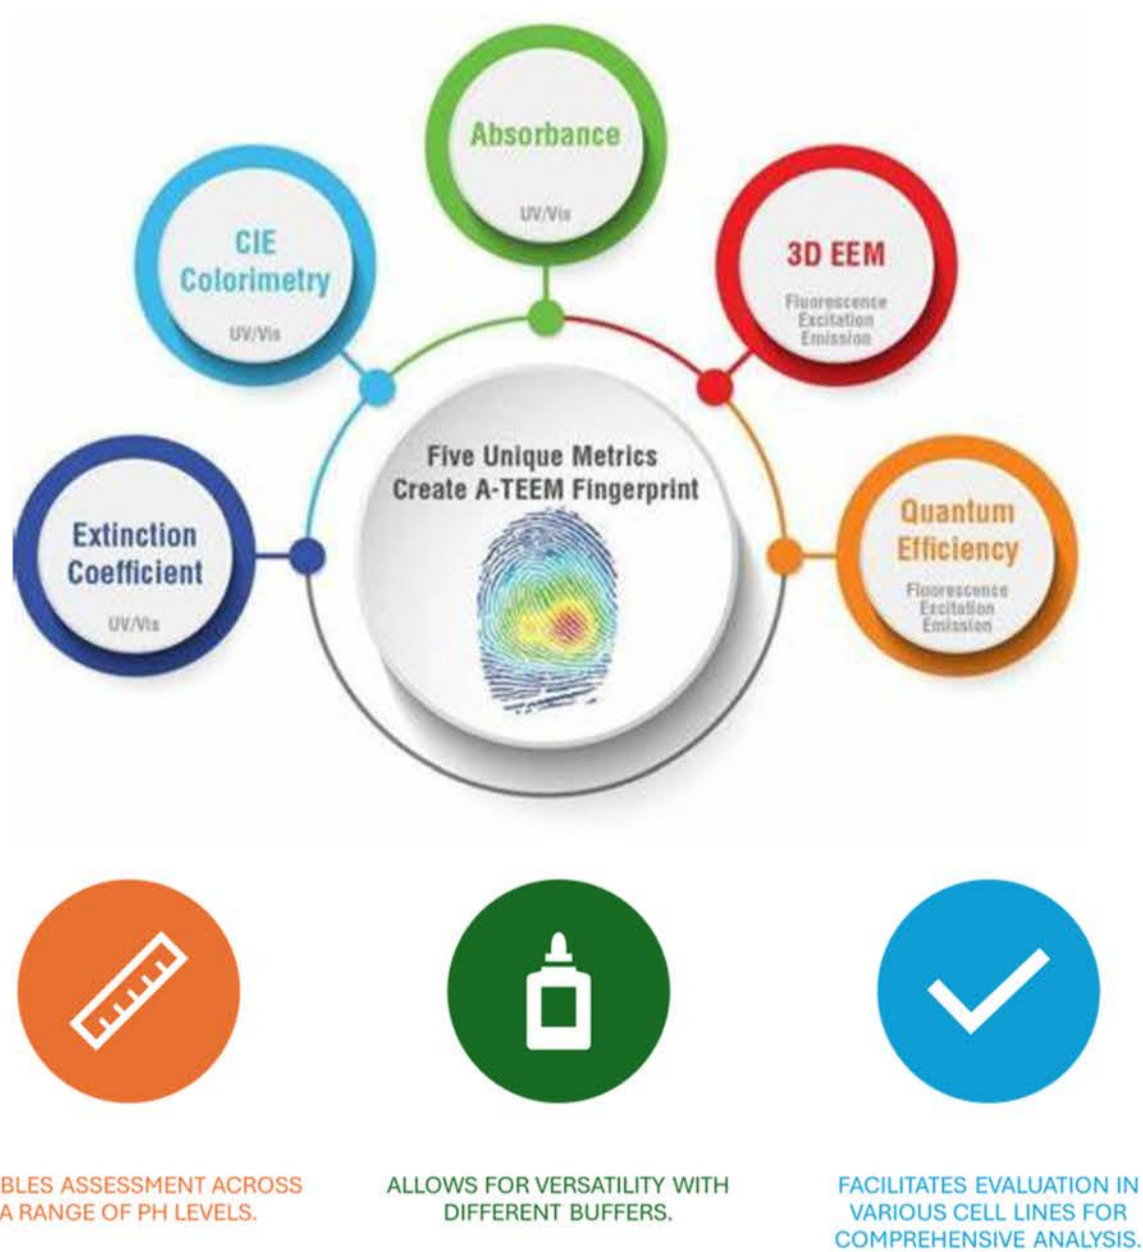 Absorbance
UV/Vis
CIE
Colorimetry
UV/Vis
3D EEM
Fluorescence
Excitation
Emission
Five Unique Metrics
Create A-TEEM Fingerprint
Extinction
Coefficient
UV/Vis
Quantum
Efficiency
Fluorescence
Excitation
Emission
BLES ASSESSMENT ACROSS
A RANGE OF PH LEVELS.
ALLOWS FOR VERSATILITY WITH
DIFFERENT BUFFERS.
FACILITATES EVALUATION IN
VARIOUS CELL LINES FOR
COMPREHENSIVE ANALYSIS.